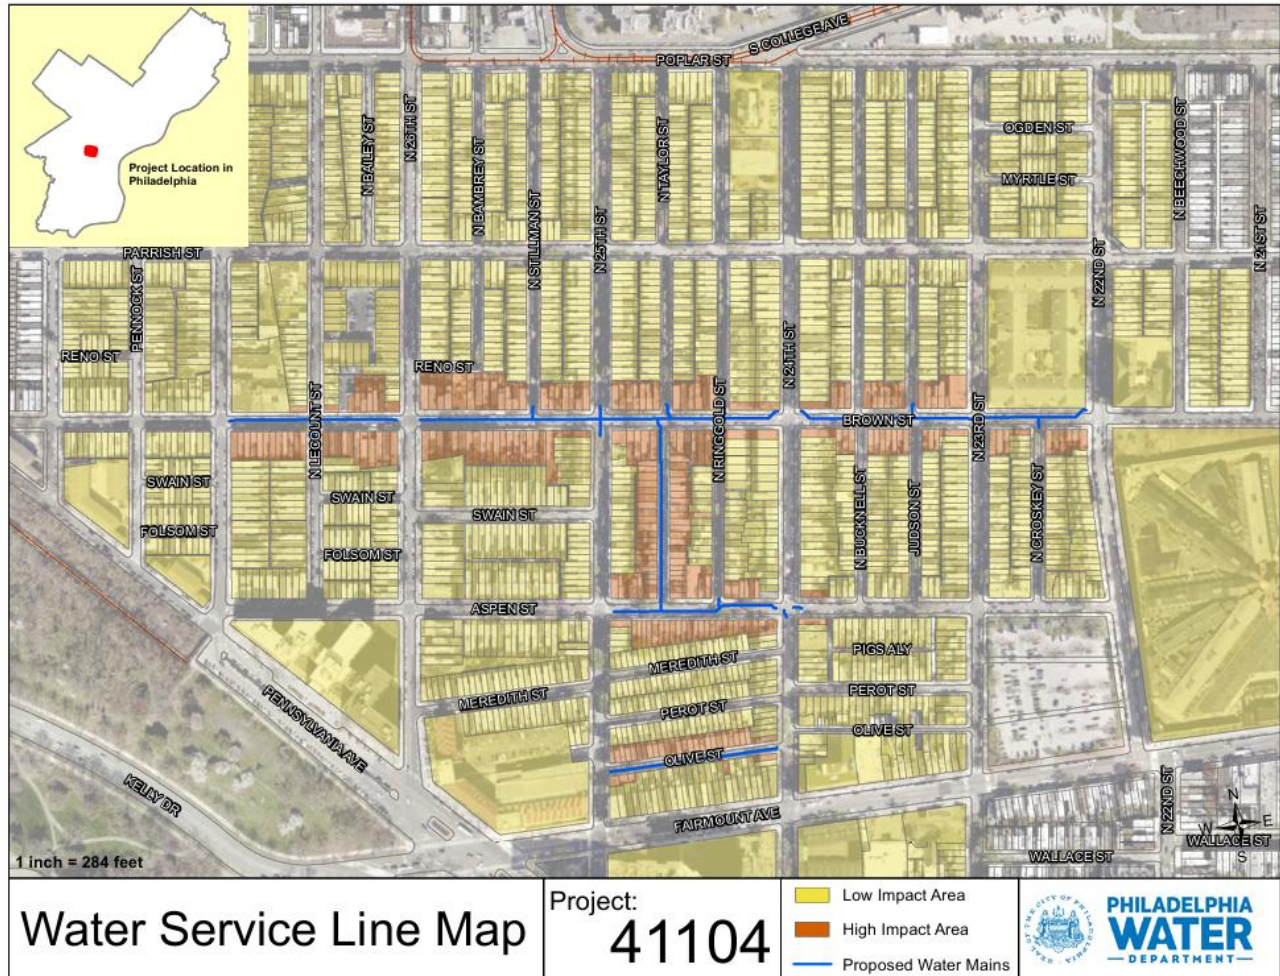 S COLLEGE AVE
POPLAR ST
N 26TH ST
N BAILEY ST
N BAMBREY ST
N STILLMAN ST
N 25TH ST
N TAYLOR ST
OGDEN ST
MYRTLE ST
N BEECHWOOD ST
N 21ST ST
N 22ND ST
Project Location in
Philadelphia
PARRISH ST
PENNOCK ST
RENO ST
RENO ST
N 24TH ST
N RINGGOLD ST
N LECOUNT ST
BROWN ST
N 23RD ST
SWAIN ST
SWAIN ST
SWAIN ST
FOLSOM ST
FOLSOM ST
N BUCKNELL ST
JUDSON ST
N CROSKEY ST
ASPEN ST
MEREDITH ST
MEREDITH ST
PIGS ALY
PEROT ST
PEROT ST
OLIVE ST
OLIVE ST
PENNSYLVANIA AVE
KELLY DR
FAIRMOUNT AVE
N 22ND ST
WALLACE ST
WALLACE ST
N
W E
S
1 inch = 284 feet
Water Service Line Map
Project:
41104
Low Impact Area
High Impact Area
Proposed Water Mains
SEAL OF THE CITY OF PHILADELPHIA
PHILADELPHIA
WATER
DEPARTMENT